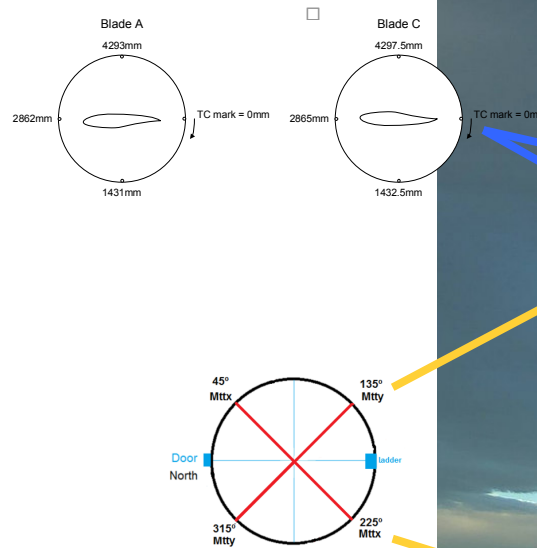 Blade A
4293mm
2862mm
TC mark = 0mm
1431mm
Blade C
4297.5mm
2865mm
TC mark = 0mm
1432.5mm
45º
Mttx
135º
Mtty
Door
North
ladder
315º
Mtty
225º
Mttx